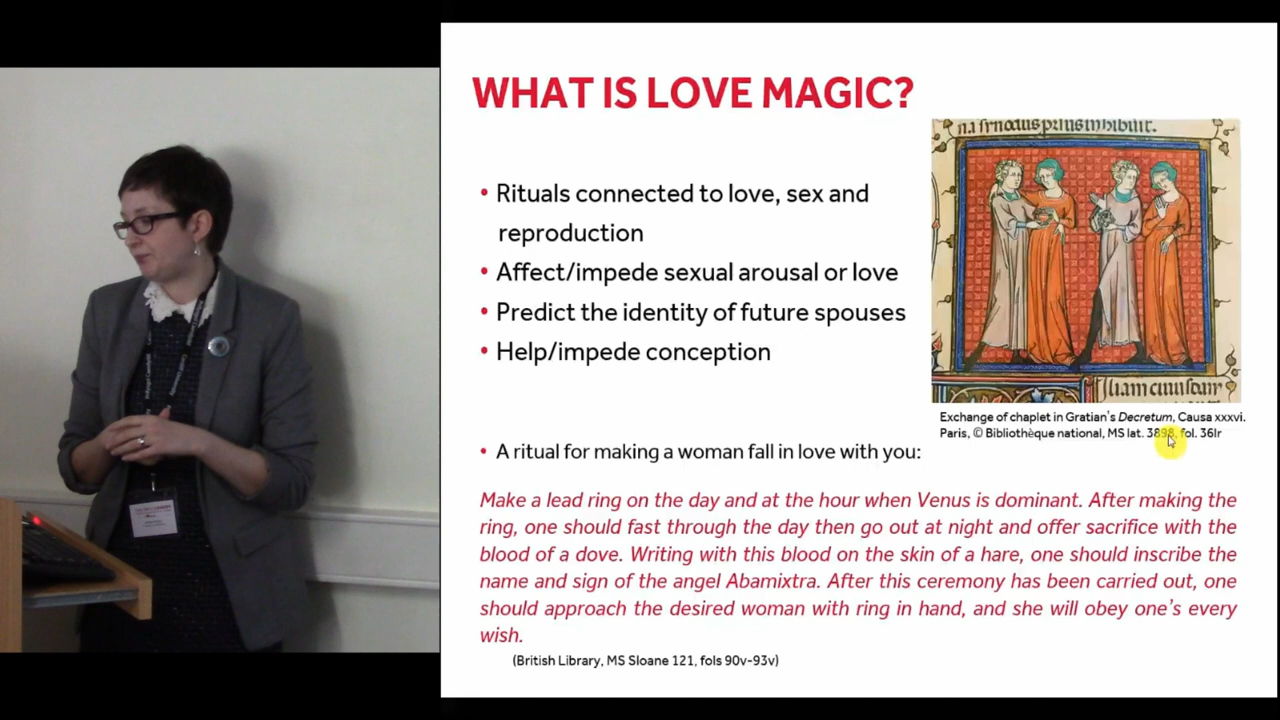 WHAT IS LOVE MAGIC?
• Rituals connected to love, sex and
reproduction
• Affect/impede sexual arousal or love
• Predict the identity of future spouses
• Help/impede conception
Exchange of chaplet in Gratian's Decretum, Causa xxxvi.
Paris, © Bibliothèque national, MS lat. 3898, fol. 361r
• A ritual for making a woman fall in love with you:
Make a lead ring on the day and at the hour when Venus is dominant. After making the
ring, one should fast through the day then go out at night and offer sacrifice with the
blood of a dove. Writing with this blood on the skin of a hare, one should inscribe the
name and sign of the angel Abamixtra. After this ceremony has been carried out, one
should approach the desired woman with ring in hand, and she will obey one's every
wish.
(British Library, MS Sloane 121, fols 90v-93v)